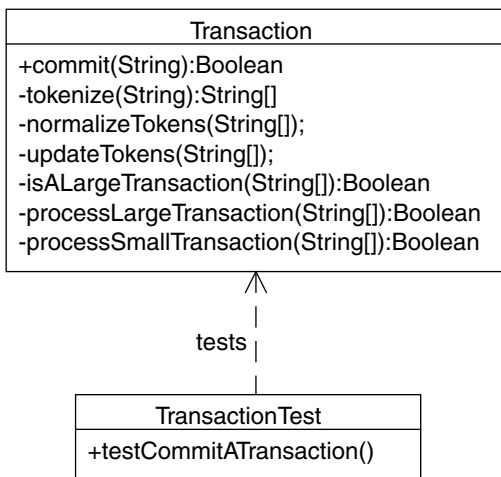 Transaction
+commit(String):Boolean
-tokenize(String):String[]
-normalizeTokens(String[]);
-updateTokens(String[]);
-isALargeTransaction(String[]):Boolean
-processLargeTransaction(String[]):Boolean
-processSmallTransaction(String[]):Boolean
tests
TransactionTest
+testCommitATransaction()